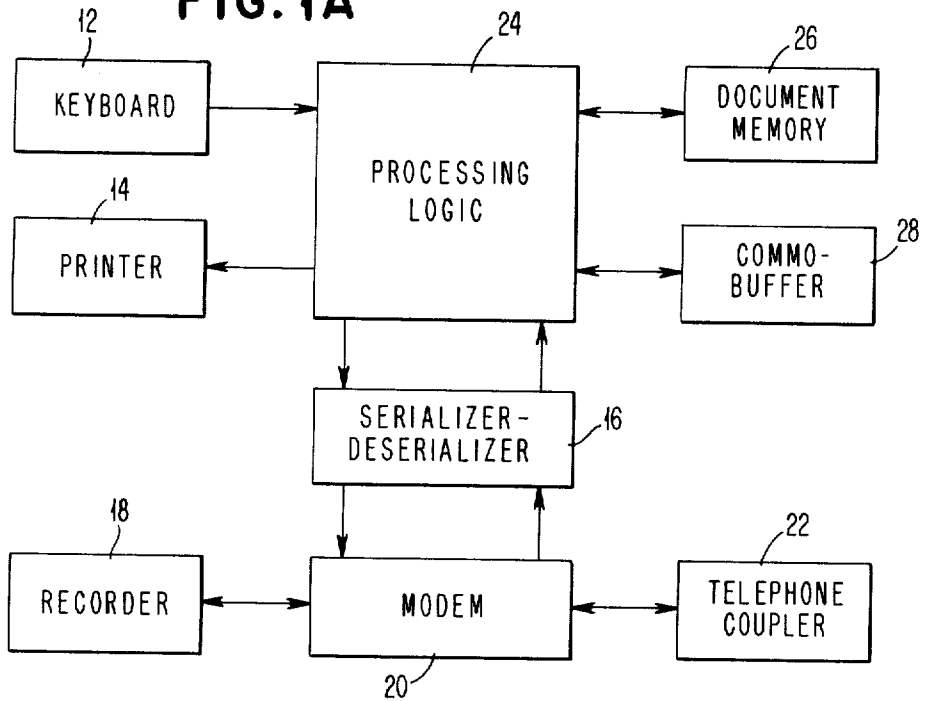 FIG. 1A
12
24
26
KEYBOARD
DOCUMENT
MEMORY
PROCESSING
LOGIC
14
PRINTER
28
COMMO-
BUFFER
SERIALIZER-
DESERIALIZER
16
18
22
RECORDER
MODEM
TELEPHONE
COUPLER
20